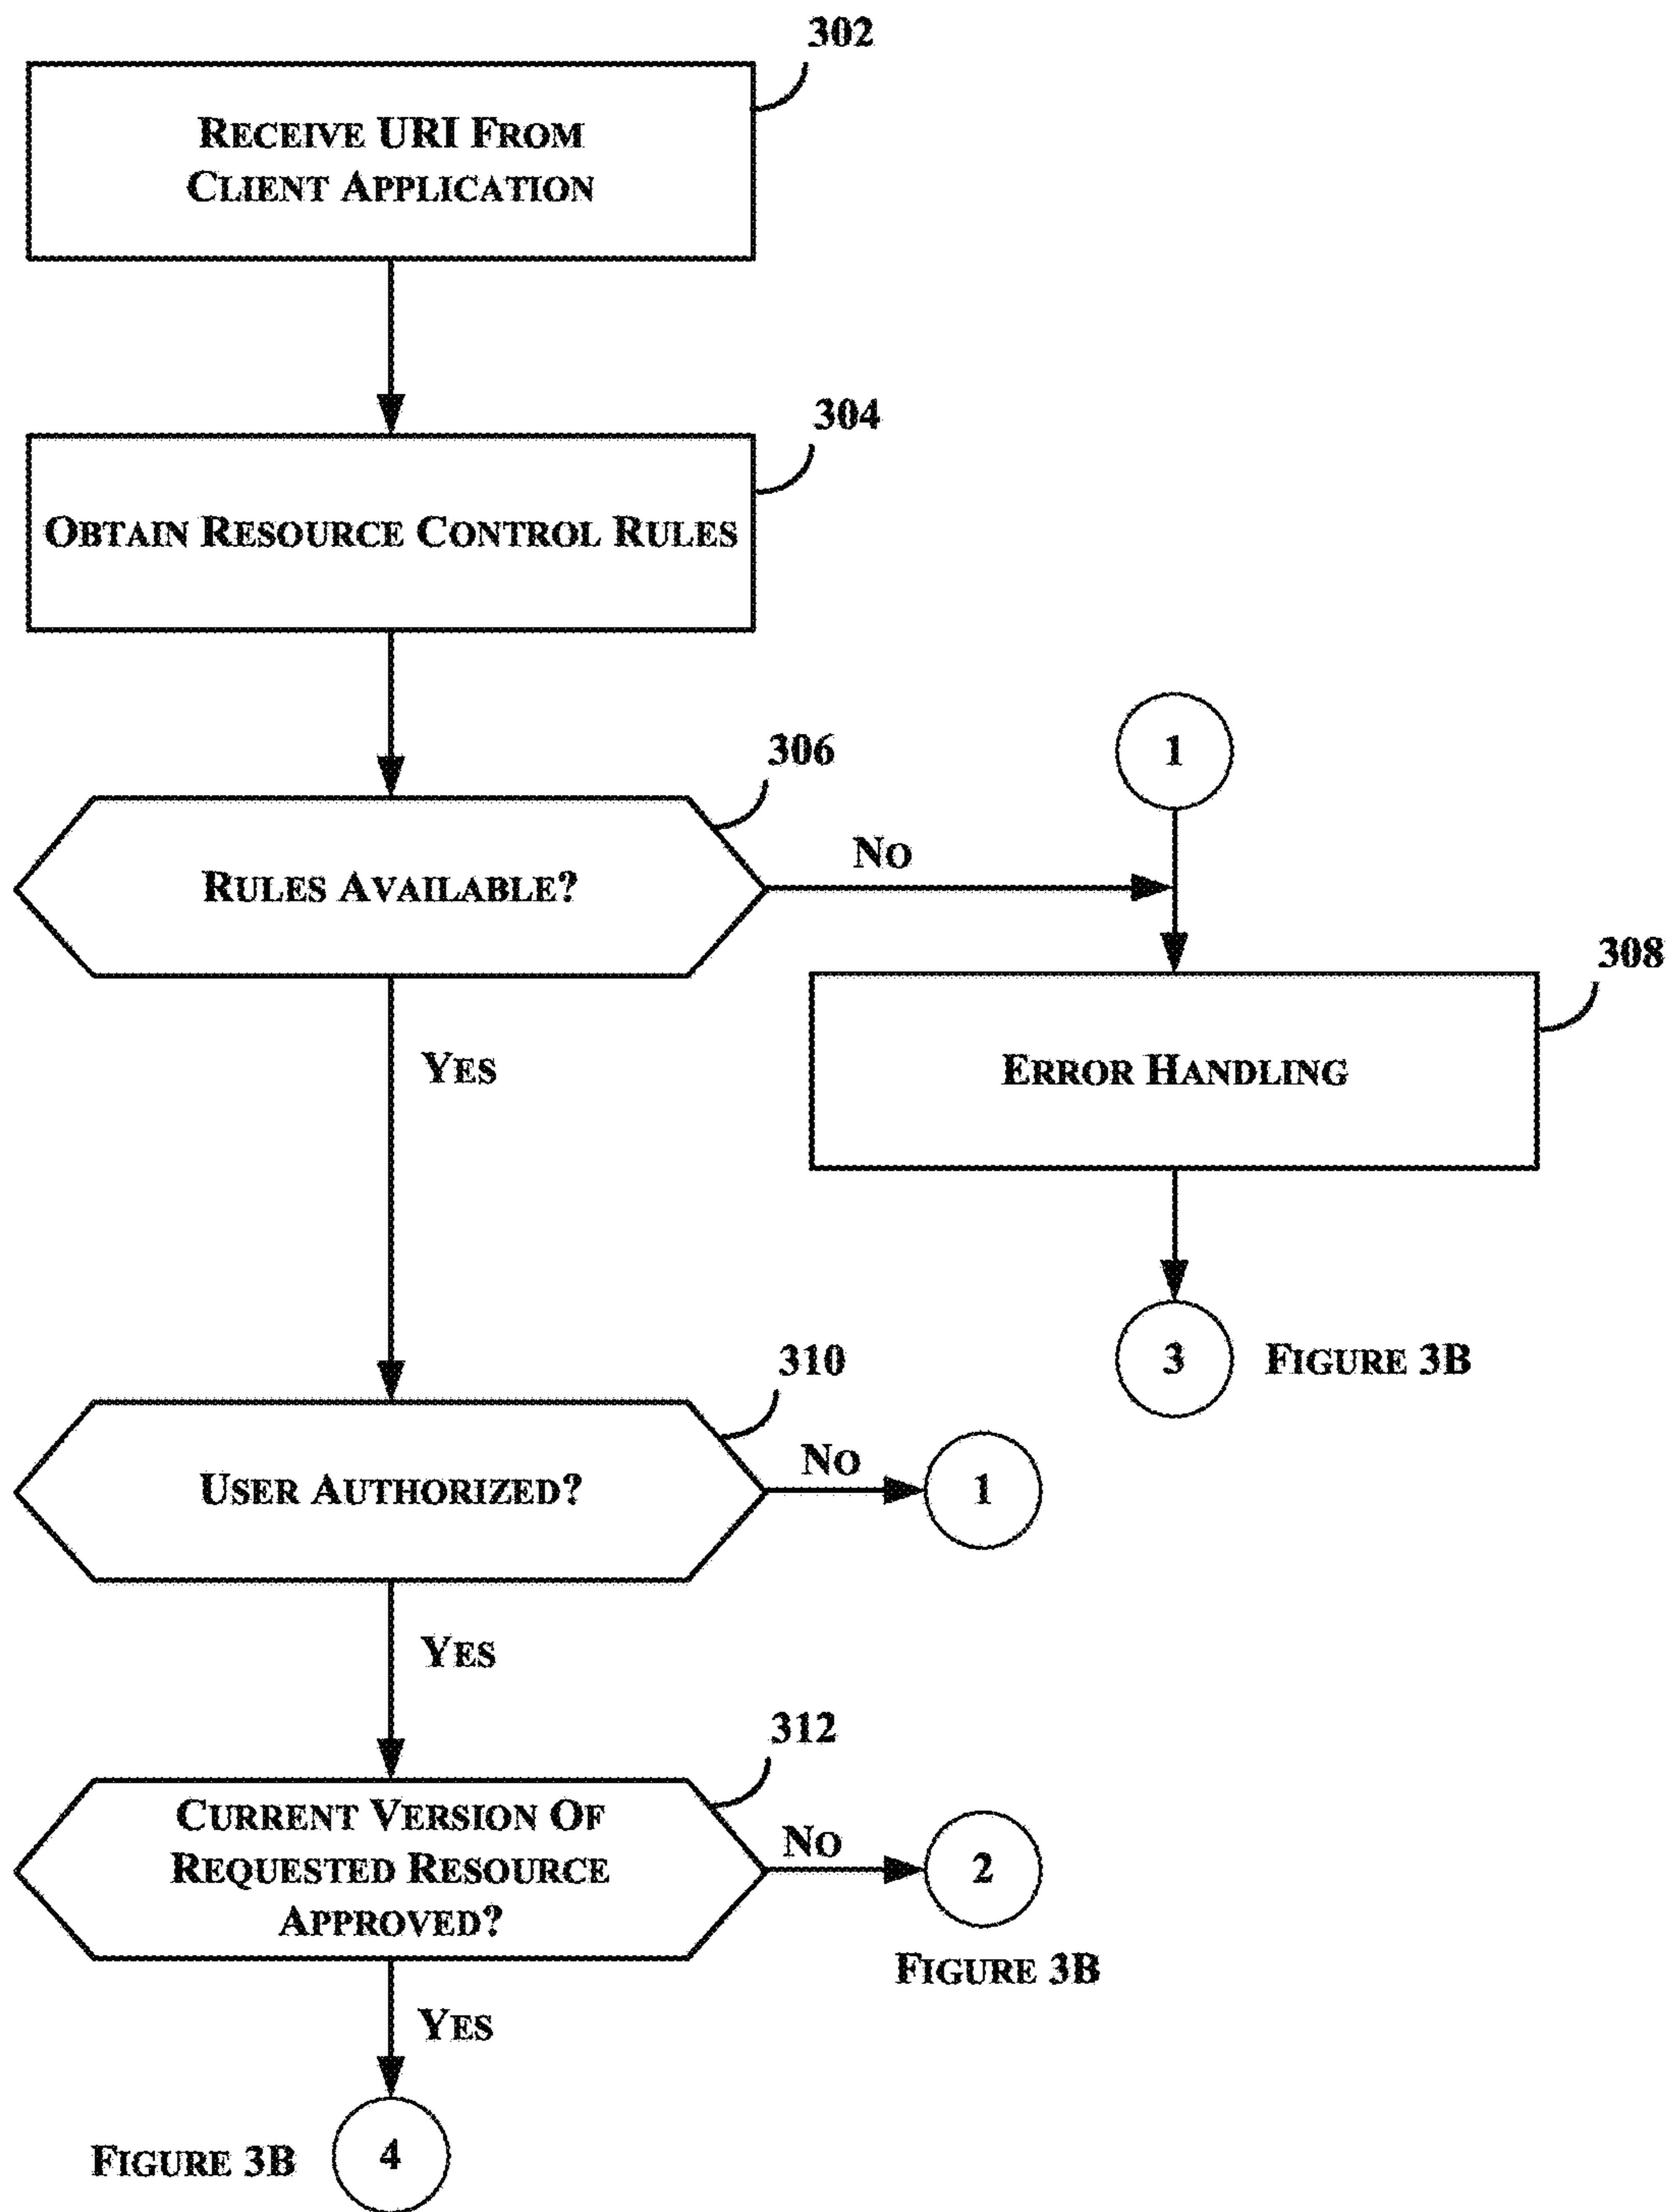 302
RECEIVE URI FROM
CLIENT APPLICATION
304
OBTAIN RESOURCE CONTROL RULES
306
1
NO
RULES AVAILABLE?
308
YES
ERROR HANDLING
310
3 FIGURE 3B
NO
USER AUTHORIZED?
1
YES
312
CURRENT VERSION OF
REQUESTED RESOURCE
APPROVED?
NO
2
FIGURE 3B
YES
FIGURE 3B 4